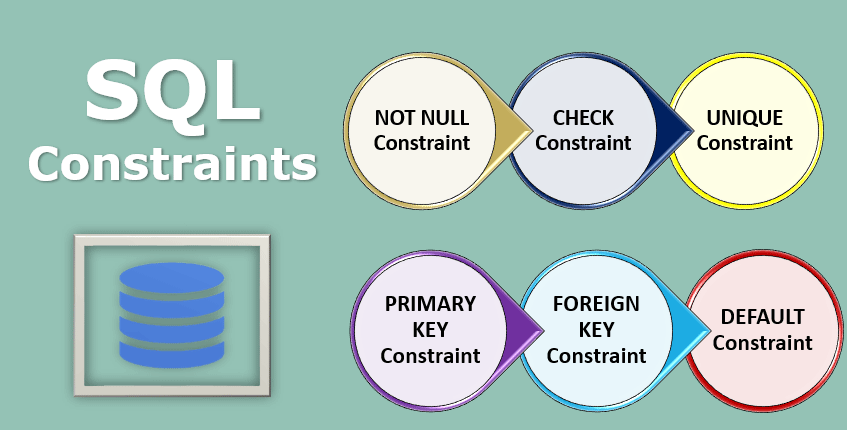 SQL
Constraints
NOT NULL
Constraint
CHECK
Constraint
UNIQUE
Constraint
PRIMARY
KEY
Constraint
FOREIGN
KEY
Constraint
DEFAULT
Constraint